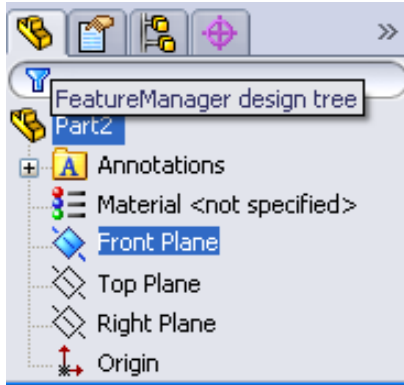 FeatureManager design tree
Part2
A Annotations
Material <not specified>
Front Plane
Top Plane
Right Plane
Origin